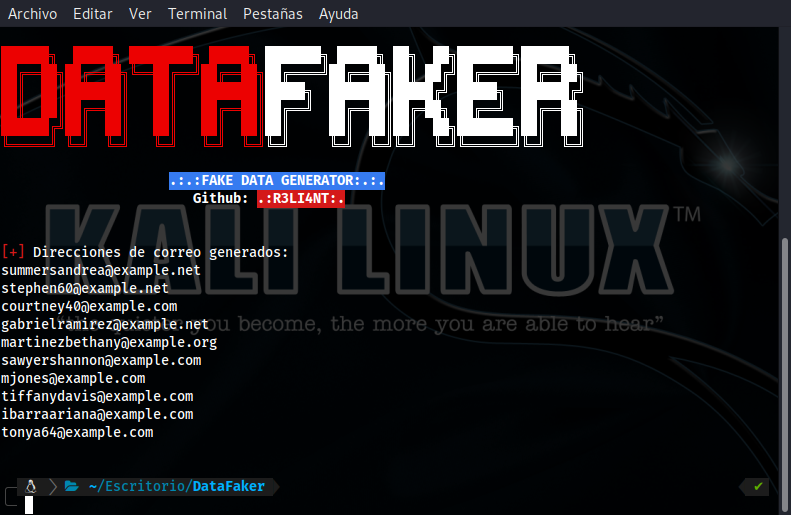 Archivo Editar Ver Terminal Pestañas Ayuda
DATAFAKER
.:.:FAKE DATA GENERATOR:.:.
Github: .:R3LI4NT:.
KALI LINUX™
[+] Direcciones de correo generados:
summersandrea@example.net
stephen60@example.net
courtney40@example.com
gabrielramirez@example.net
become, the more you are able to hear”
martinezbethany@example.org
sawyershannon@example.com
mjones@example.com
tiffanydavis@example.com
ibarraariana@example.com
tonya64@example.com
~/Escritorio/DataFaker